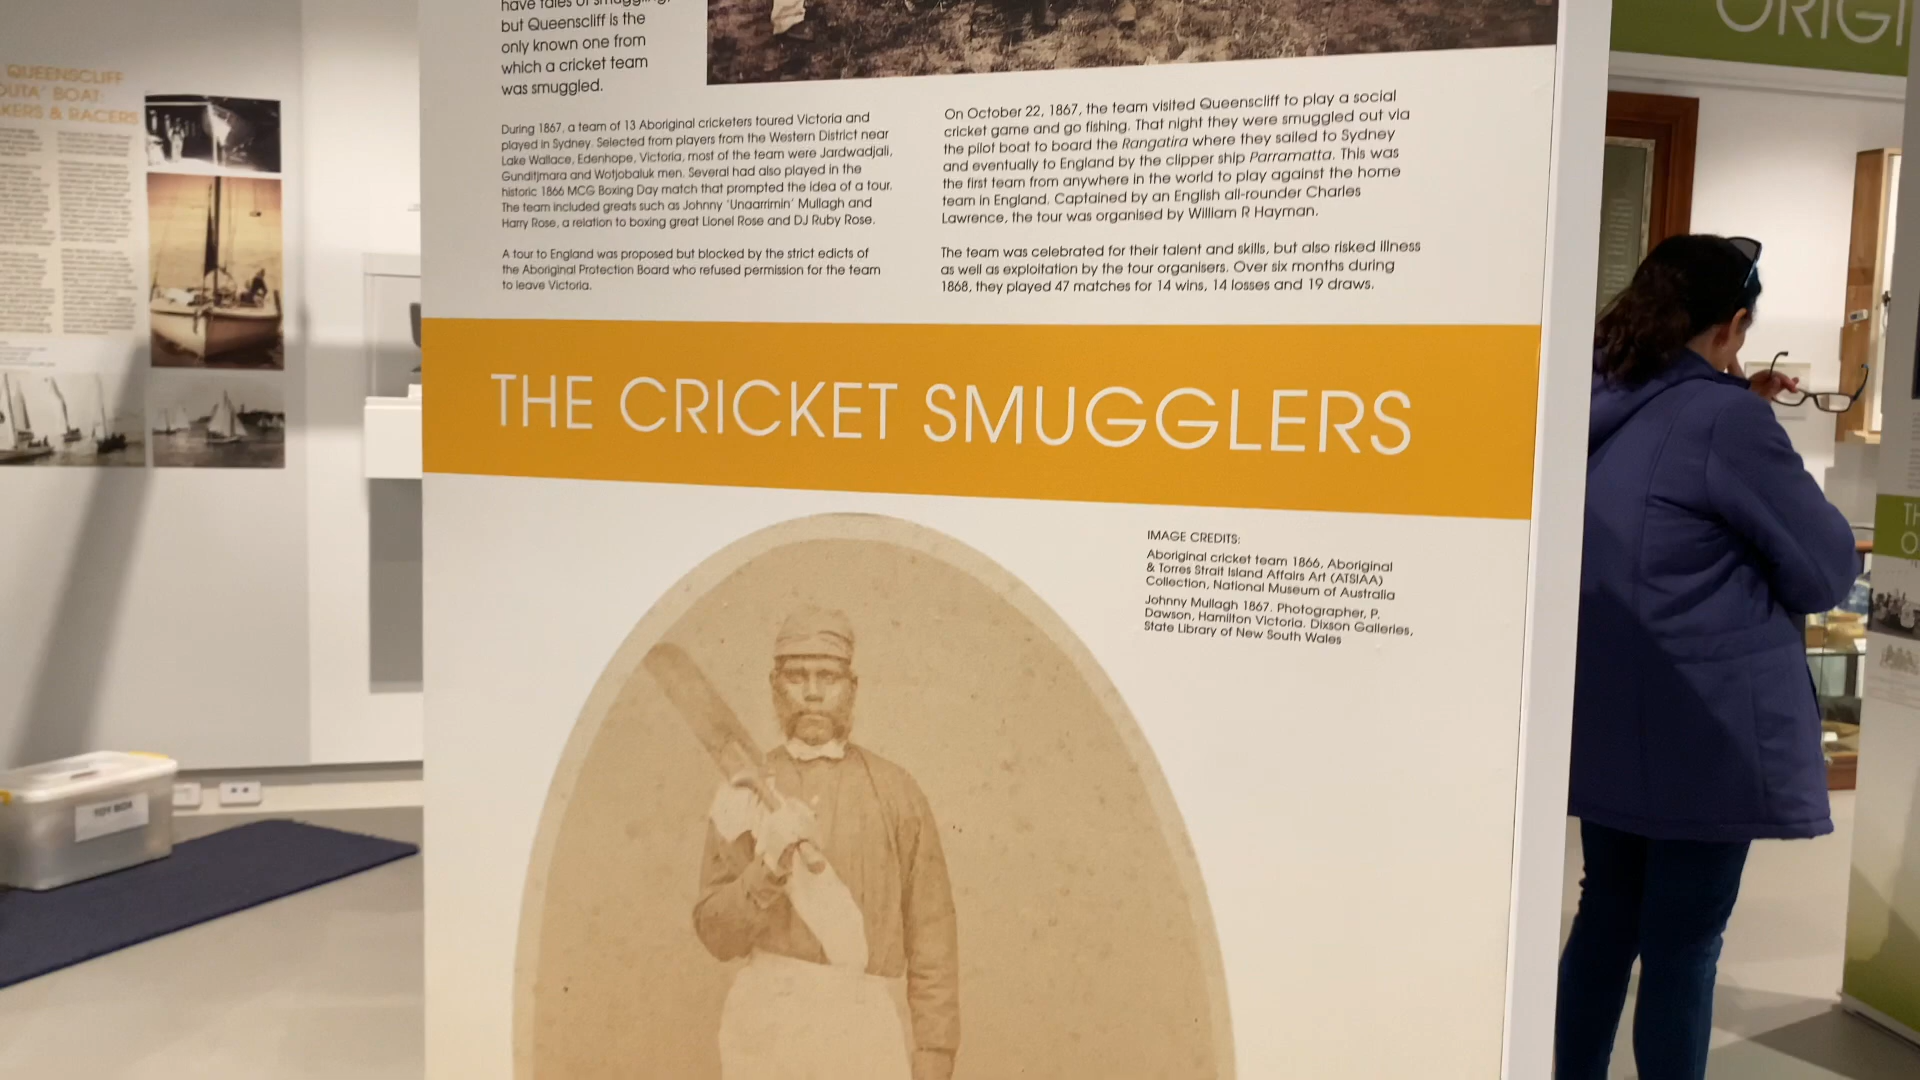 have tales of smuggling,
but Queenscliff is the
only known one from
which a cricket team
was smuggled.
During 1867, a team of 13 Aboriginal cricketers toured Victoria and
played in Sydney. Selected from players from the Western District near
Lake Wallace, Edenhope, Victoria, most of the team were Jardwadjali,
Gunditjmara and Wotjobaluk men. Several had also played in the
historic 1866 MCG Boxing Day match that prompted the idea of a tour.
The team included greats such as Johnny 'Unaarrimin' Mullagh and
Harry Rose, a relation to boxing great Lionel Rose and DJ Ruby Rose.
A tour to England was proposed but blocked by the strict edicts of
the Aboriginal Protection Board who refused permission for the team
to leave Victoria.
On October 22, 1867, the team visited Queenscliff to play a social
cricket game and go fishing. That night they were smuggled out via
the pilot boat to board the Rangatira where they sailed to Sydney
and eventually to England by the clipper ship Parramatta. This was
the first team from anywhere in the world to play against the home
team in England. Captained by an English all-rounder Charles
Lawrence, the tour was organised by William R Hayman.
The team was celebrated for their talent and skills, but also risked illness
as well as exploitation by the tour organisers. Over six months during
1868, they played 47 matches for 14 wins, 14 losses and 19 draws.
THE CRICKET SMUGGLERS
IMAGE CREDITS:
Aboriginal cricket team 1866, Aboriginal
& Torres Strait Island Affairs Art (ATSIAA)
Collection, National Museum of Australia
Johnny Mullagh 1867. Photographer, P.
Dawson, Hamilton Victoria. Dixson Galleries,
State Library of New South Wales
QUEENSCLIFF
OUTA' BOAT:
KERS & RACERS
TOY BOX
ORIGI
TH
O